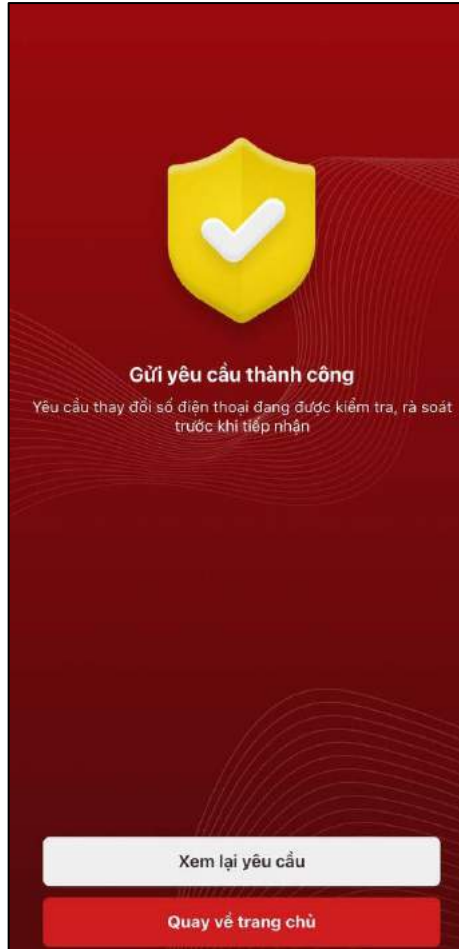 Gửi yêu cầu thành công
Yêu cầu thay đổi số điện thoại đang được kiểm tra, rà soát
trước khi tiếp nhận
Xem lại yêu cầu
Quay về trang chủ